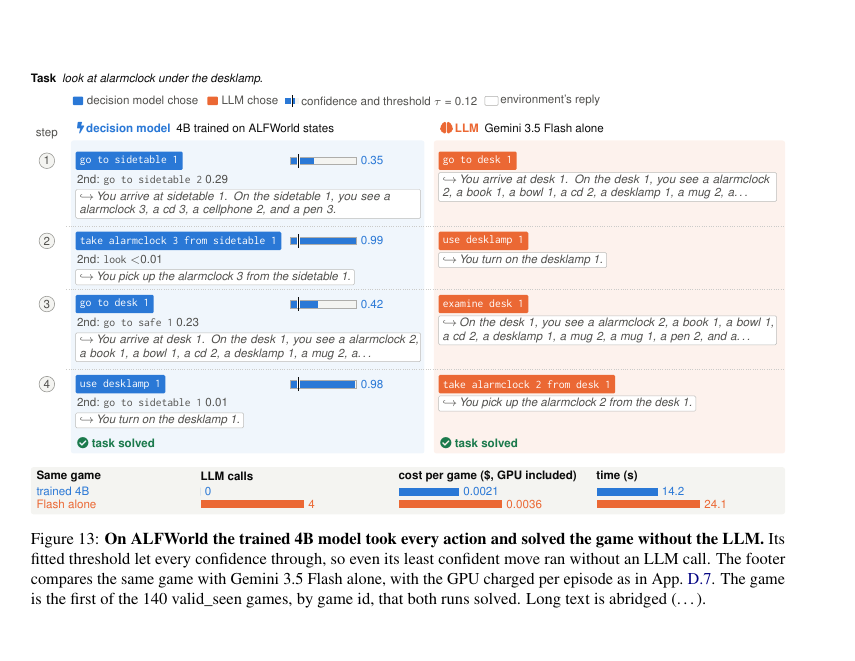 Task look at alarmclock under the desklamp.
decision model chose LLM chose confidence and threshold τ = 0.12 environment's reply
step decision model 4B trained on ALFWorld states LLM Gemini 3.5 Flash alone
1 go to sidetable 1 0.35
2nd: go to sidetable 2 0.29
↪ You arrive at sidetable 1. On the sidetable 1, you see a
alarmclock 3, a cd 3, a cellphone 2, and a pen 3.
go to desk 1
↪ You arrive at desk 1. On the desk 1, you see a alarmclock
2, a book 1, a bowl 1, a cd 2, a desklamp 1, a mug 2, a...
2 take alarmclock 3 from sidetable 1 0.99
2nd: look <0.01
↪ You pick up the alarmclock 3 from the sidetable 1.
use desklamp 1
↪ You turn on the desklamp 1.
3 go to desk 1 0.42
2nd: go to safe 1 0.23
↪ You arrive at desk 1. On the desk 1, you see a alarmclock 2,
a book 1, a bowl 1, a cd 2, a desklamp 1, a mug 2, a...
examine desk 1
↪ On the desk 1, you see a alarmclock 2, a book 1, a bowl 1,
a cd 2, a desklamp 1, a mug 2, a mug 1, a pen 2, and a...
4 use desklamp 1 0.98
2nd: go to sidetable 1 0.01
↪ You turn on the desklamp 1.
task solved
take alarmclock 2 from desk 1
↪ You pick up the alarmclock 2 from the desk 1.
task solved
Same game LLM calls cost per game ($, GPU included) time (s)
trained 4B 0 0.0021 14.2
Flash alone 4 0.0036 24.1
Figure 13: On ALFWorld the trained 4B model took every action and solved the game without the LLM. Its
fitted threshold let every confidence through, so even its least confident move ran without an LLM call. The footer
compares the same game with Gemini 3.5 Flash alone, with the GPU charged per episode as in App. D.7. The game
is the first of the 140 valid_seen games, by game id, that both runs solved. Long text is abridged (...).